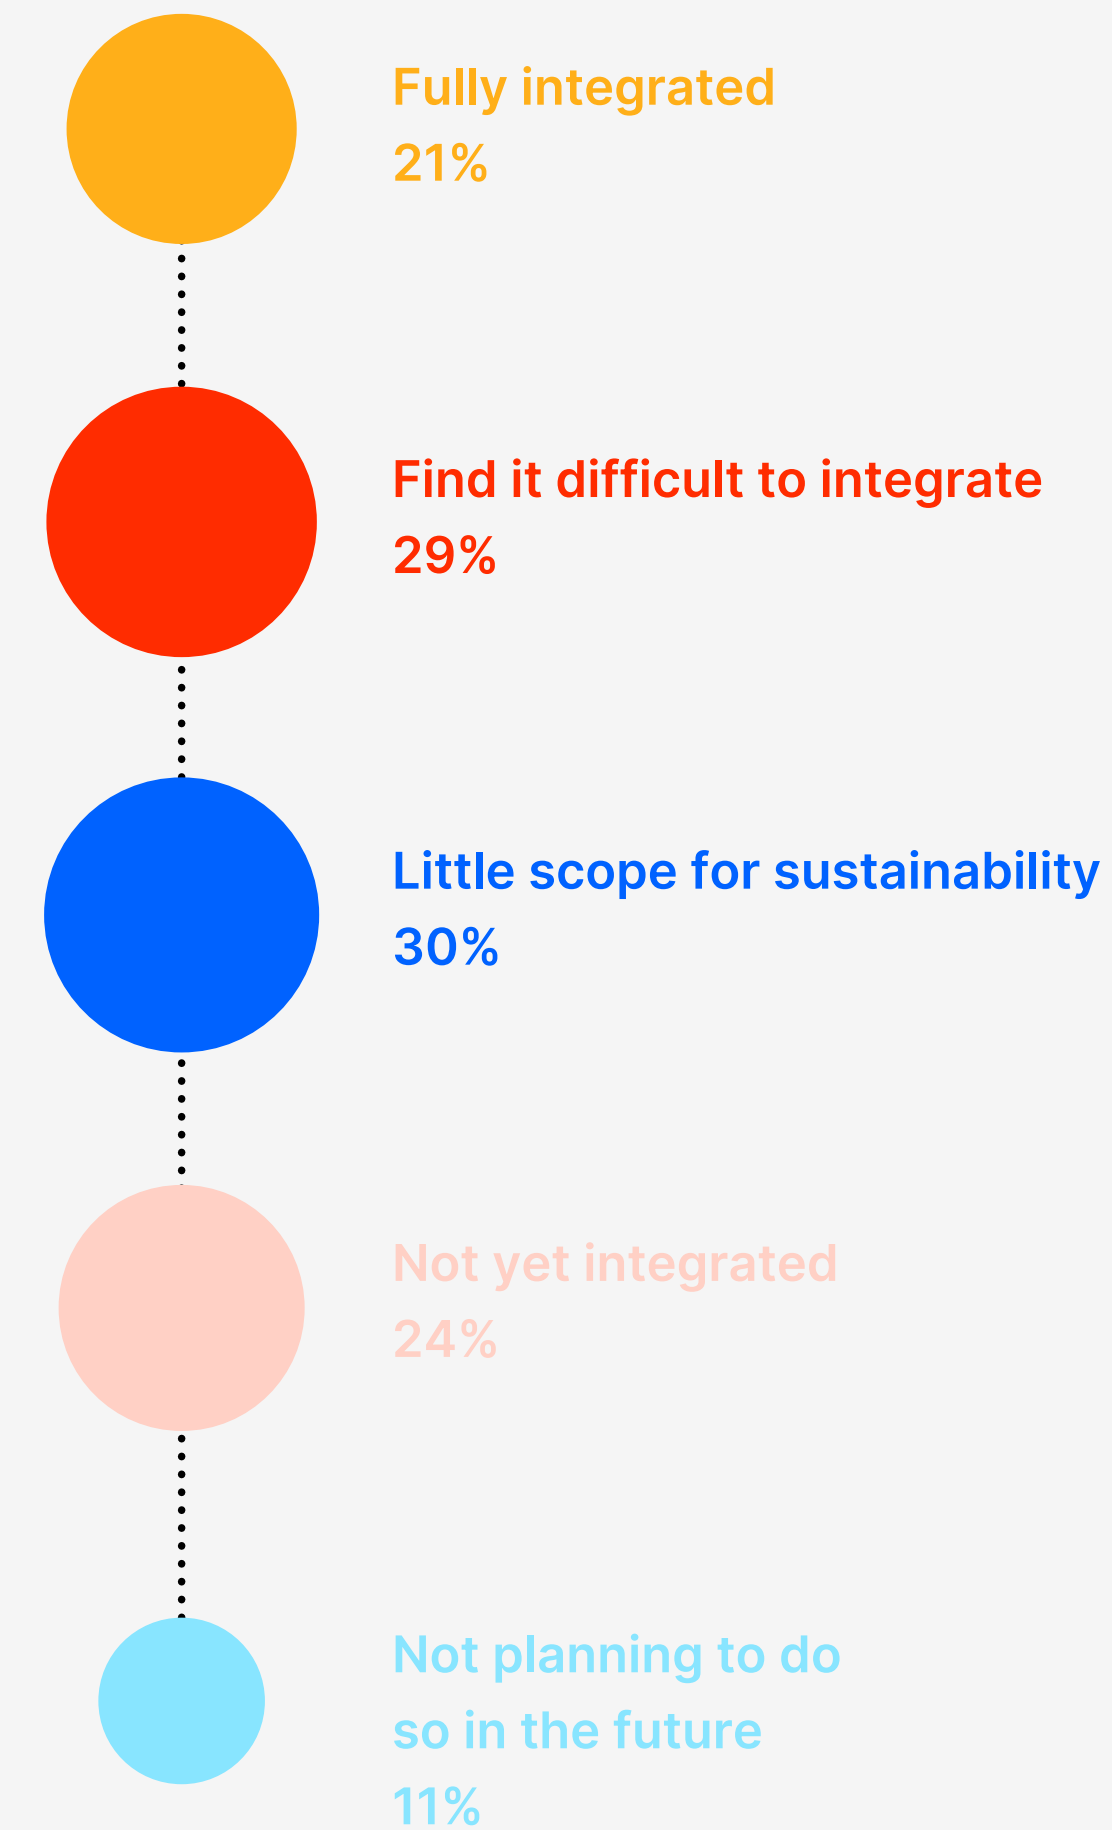 Fully integrated
21%
Find it difficult to integrate
29%
Little scope for sustainability
30%
Not yet integrated
24%
Not planning to do
so in the future
11%